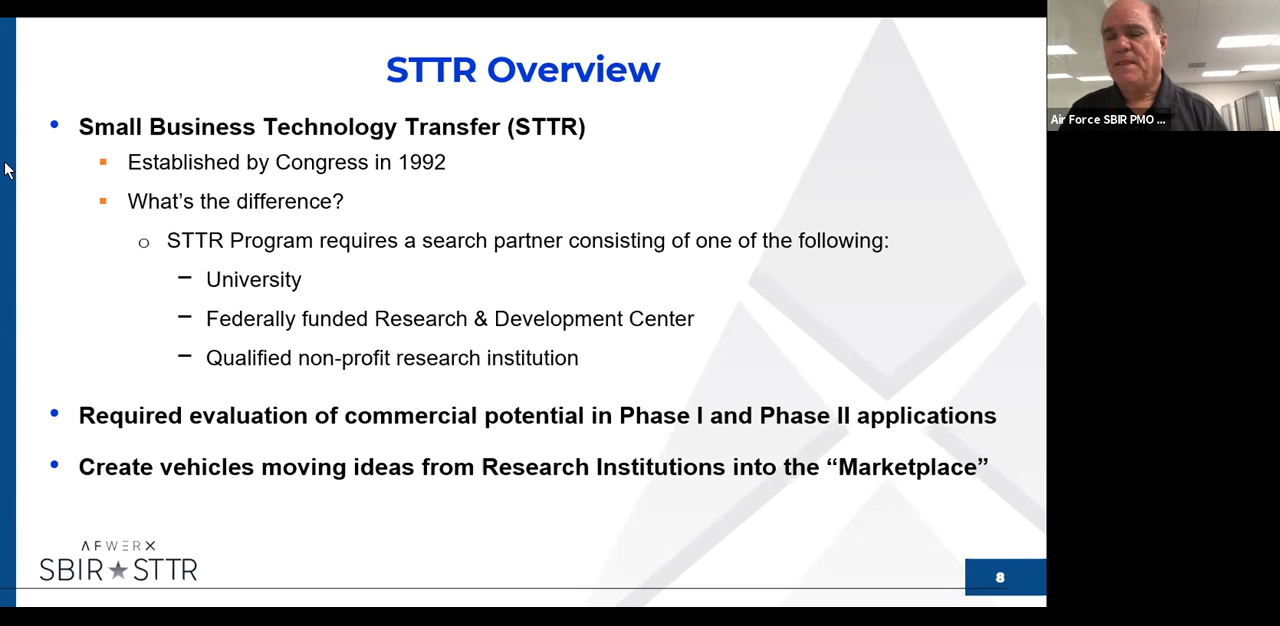 STTR Overview
• Small Business Technology Transfer (STTR)
▪ Established by Congress in 1992
▪ What’s the difference?
o STTR Program requires a search partner consisting of one of the following:
– University
– Federally funded Research & Development Center
– Qualified non-profit research institution
• Required evaluation of commercial potential in Phase I and Phase II applications
• Create vehicles moving ideas from Research Institutions into the “Marketplace”
AFWERX
SBIR★STTR
8
Air Force SBIR PMO ...